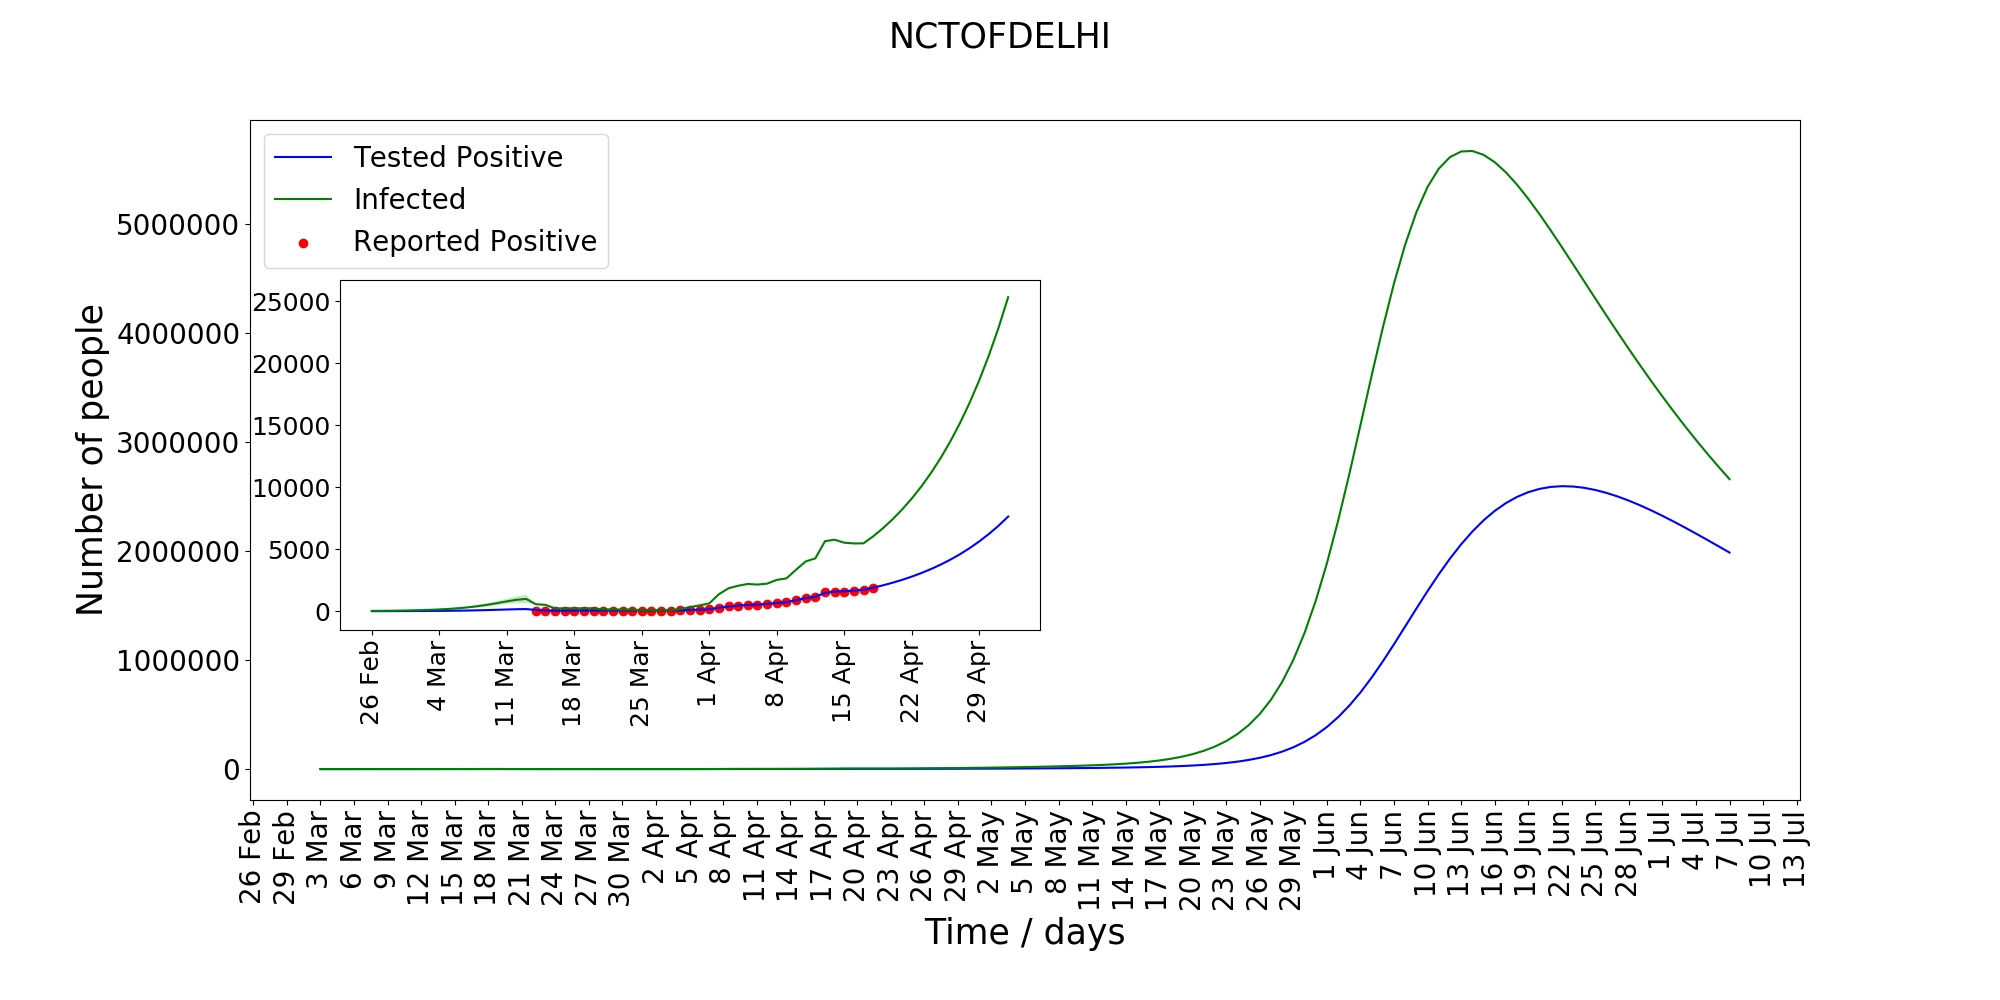 NCTOFDELHI
Tested Positive
Infected
Reported Positive
Number of people
5000000
4000000
3000000
2000000
1000000
0
25000
20000
15000
10000
5000
0
26 Feb
4 Mar
11 Mar
18 Mar
25 Mar
1 Apr
8 Apr
15 Apr
22 Apr
29 Apr
26 Feb
29 Feb
3 Mar
6 Mar
9 Mar
12 Mar
15 Mar
18 Mar
21 Mar
24 Mar
27 Mar
30 Mar
2 Apr
5 Apr
8 Apr
11 Apr
14 Apr
17 Apr
20 Apr
23 Apr
26 Apr
29 Apr
2 May
5 May
8 May
11 May
14 May
17 May
20 May
23 May
26 May
29 May
1 Jun
4 Jun
7 Jun
10 Jun
13 Jun
16 Jun
19 Jun
22 Jun
25 Jun
28 Jun
1 Jul
4 Jul
7 Jul
10 Jul
13 Jul
Time / days